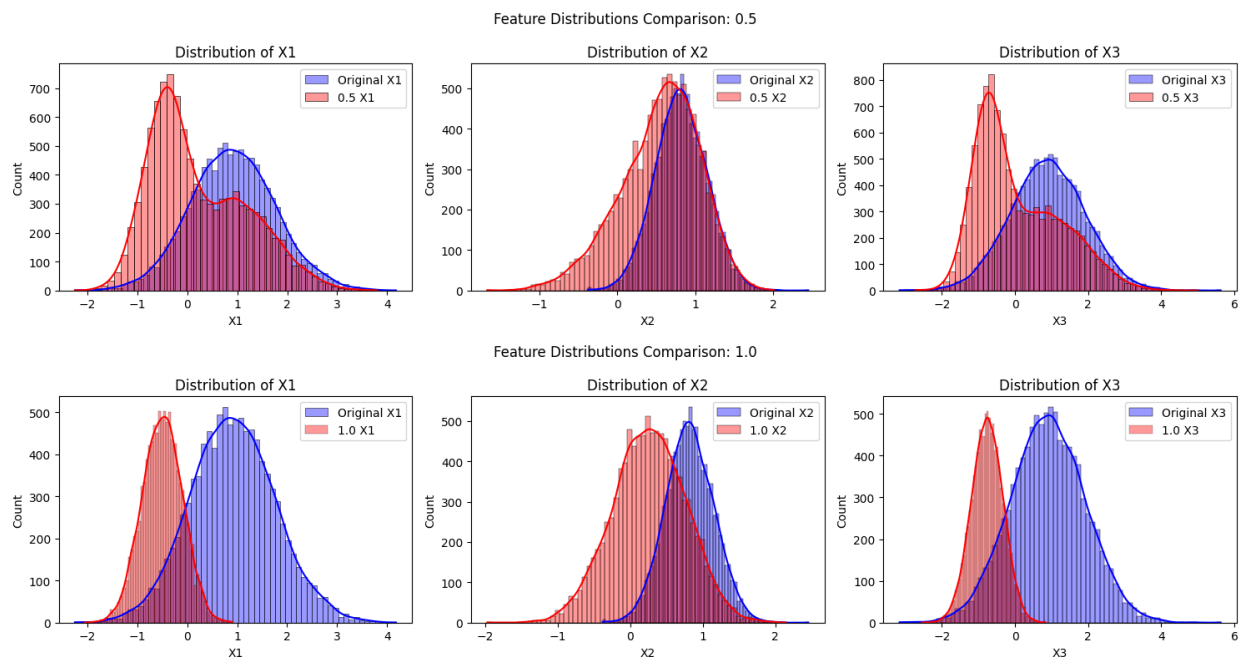 Feature Distributions Comparison: 0.5
Distribution of X1
Original X1
0.5 X1
700
600
500
400
300
200
100
0
Count
−2
−1
0
1
2
3
4
X1
Distribution of X2
Original X2
0.5 X2
500
400
300
200
100
0
Count
−1
0
1
2
X2
Distribution of X3
Original X3
0.5 X3
800
700
600
500
400
300
200
100
0
Count
−2
0
2
4
6
X3
Feature Distributions Comparison: 1.0
Distribution of X1
Original X1
1.0 X1
500
400
300
200
100
0
Count
−2
−1
0
1
2
3
4
X1
Distribution of X2
Original X2
1.0 X2
500
400
300
200
100
0
Count
−2
−1
0
1
2
X2
Distribution of X3
Original X3
1.0 X3
500
400
300
200
100
0
Count
−2
0
2
4
6
X3